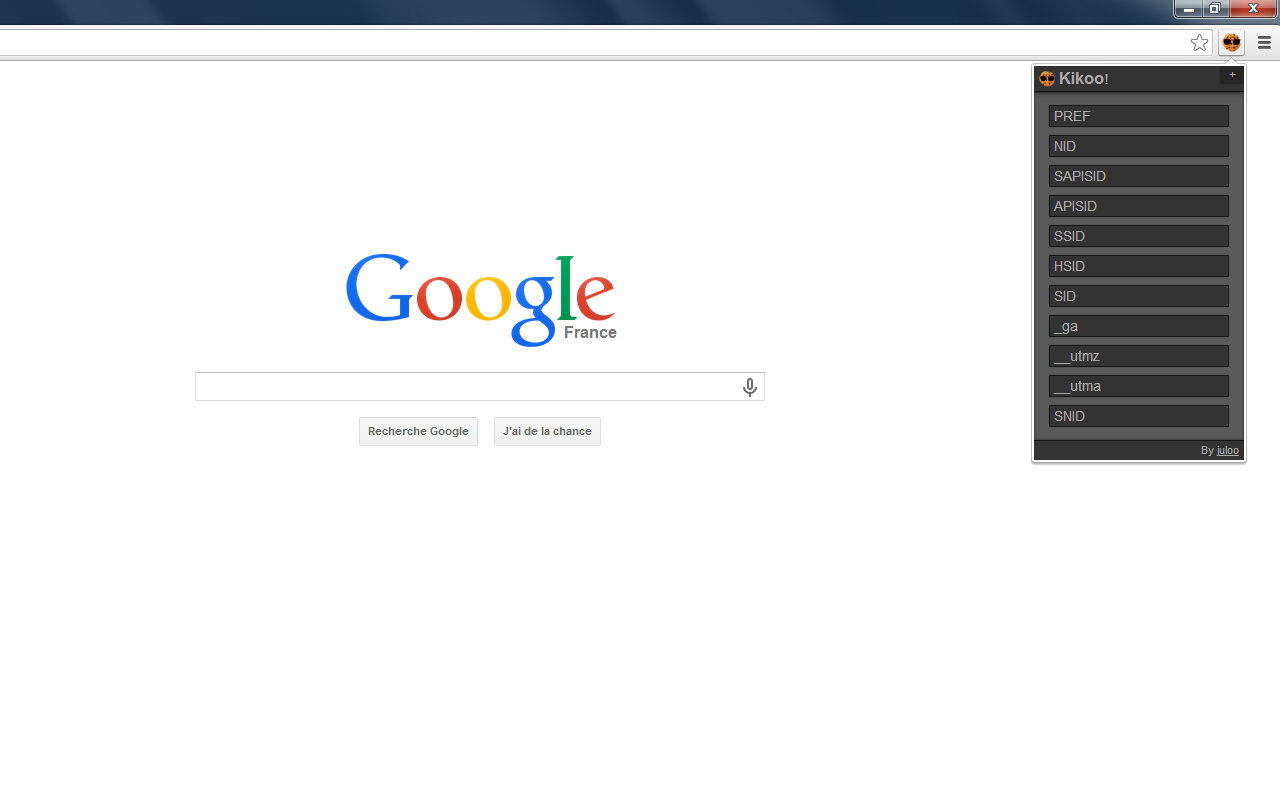 Kikoo!
+
PREF
NID
SAPISID
APISID
SSID
HSID
SID
_ga
__utmz
__utma
SNID
By juloo
Google
France
Recherche Google
J'ai de la chance